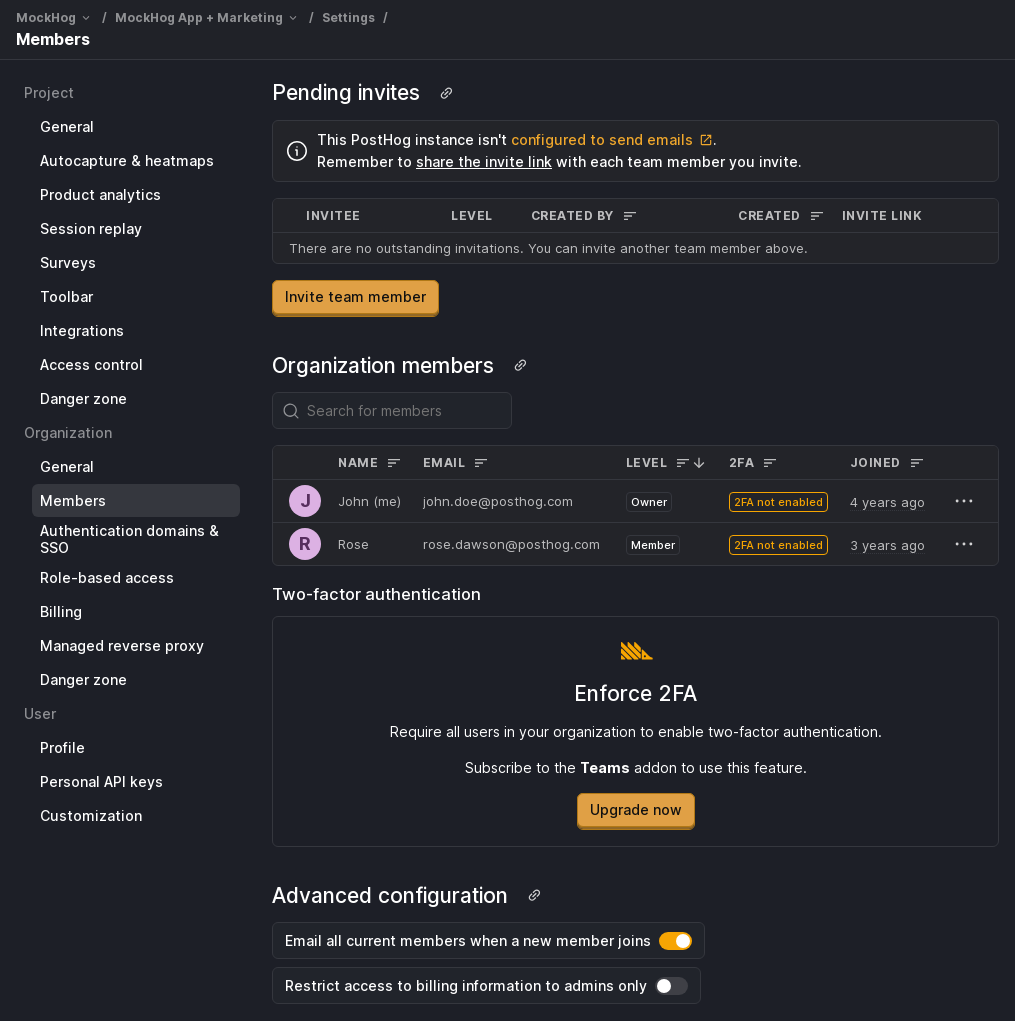 MockHog / MockHog App + Marketing / Settings /
Members
Project
General
Autocapture & heatmaps
Product analytics
Session replay
Surveys
Toolbar
Integrations
Access control
Danger zone
Organization
General
Members
Authentication domains &
SSO
Role-based access
Billing
Managed reverse proxy
Danger zone
User
Profile
Personal API keys
Customization
Pending invites
This PostHog instance isn't configured to send emails .
Remember to share the invite link with each team member you invite.
INVITEE LEVEL CREATED BY CREATED INVITE LINK
There are no outstanding invitations. You can invite another team member above.
Invite team member
Organization members
Search for members
NAME EMAIL LEVEL 2FA JOINED
J John (me) john.doe@posthog.com Owner 2FA not enabled 4 years ago
R Rose rose.dawson@posthog.com Member 2FA not enabled 3 years ago
Two-factor authentication
Enforce 2FA
Require all users in your organization to enable two-factor authentication.
Subscribe to the Teams addon to use this feature.
Upgrade now
Advanced configuration
Email all current members when a new member joins
Restrict access to billing information to admins only